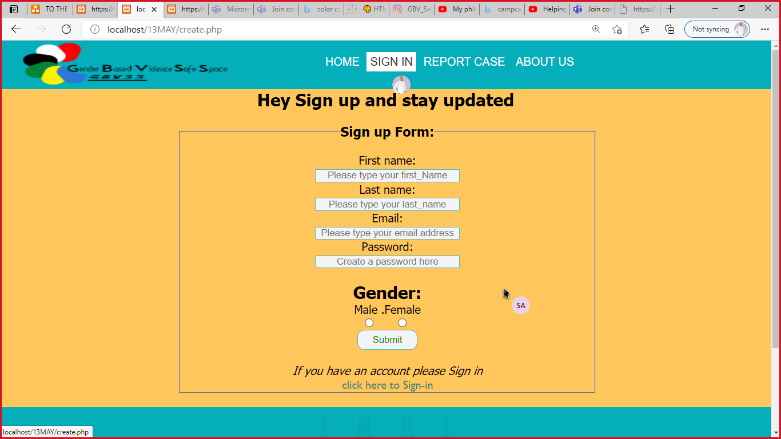 TO THE
https://
loc
https://
Micros
Join co
color c
HTM
GBV_Sa
My phi
campc
Helping
Join co
https://
localhost/13MAY/create.php
Not syncing
Gender Based Violence Safe Space
HOME
SIGN IN
REPORT CASE
ABOUT US
Hey Sign up and stay updated
Sign up Form:
First name:
Please type your first_Name
Last name:
Please type your last_name
Email:
Please type your email address
Password:
Create a password here
Gender:
SA
Male .Female
Submit
If you have an account please Sign in
click here to Sign-in
localhost/13MAY/create.php